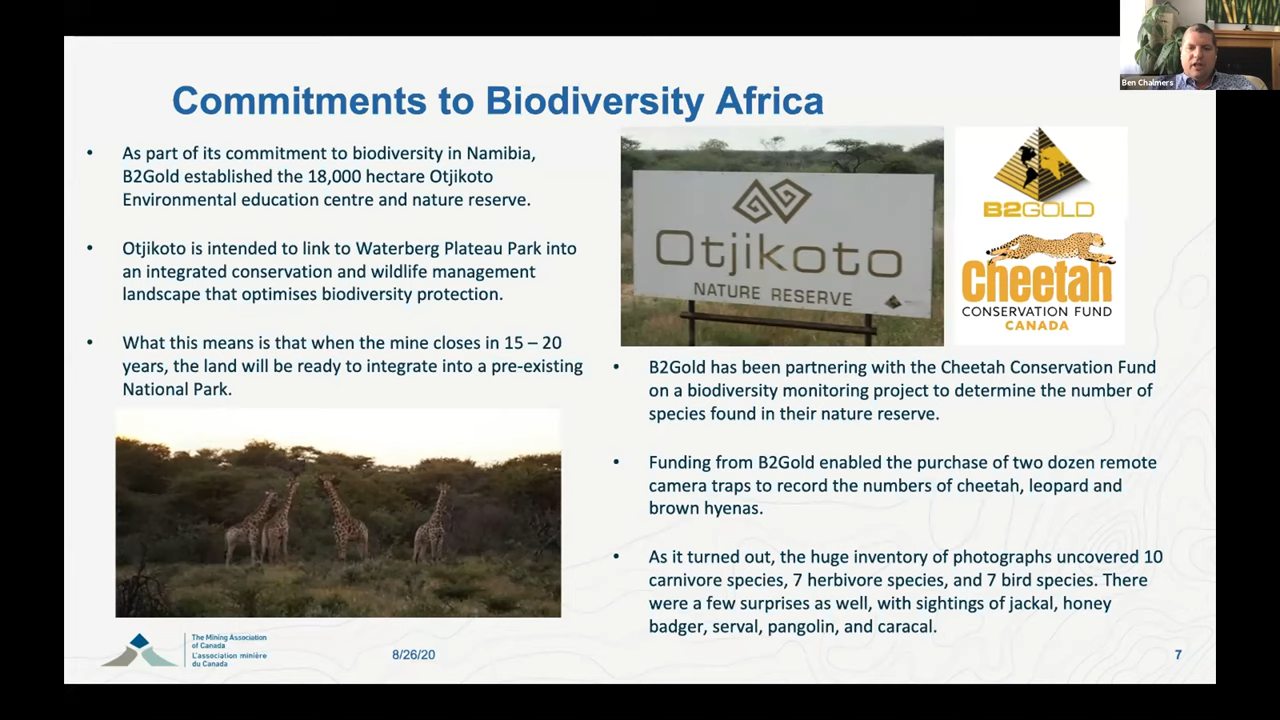 Commitments to Biodiversity Africa
• As part of its commitment to biodiversity in Namibia,
B2Gold established the 18,000 hectare Otjikoto
Environmental education centre and nature reserve.
• Otjikoto is intended to link to Waterberg Plateau Park into
an integrated conservation and wildlife management
landscape that optimises biodiversity protection.
• What this means is that when the mine closes in 15 – 20
years, the land will be ready to integrate into a pre-existing
National Park.
Otjikoto
NATURE RESERVE
B2GOLD
Cheetah
CONSERVATION FUND
CANADA
• B2Gold has been partnering with the Cheetah Conservation Fund
on a biodiversity monitoring project to determine the number of
species found in their nature reserve.
• Funding from B2Gold enabled the purchase of two dozen remote
camera traps to record the numbers of cheetah, leopard and
brown hyenas.
• As it turned out, the huge inventory of photographs uncovered 10
carnivore species, 7 herbivore species, and 7 bird species. There
were a few surprises as well, with sightings of jackal, honey
badger, serval, pangolin, and caracal.
The Mining Association
of Canada
L'association minière
du Canada
8/26/20
7
Ben Chalmers